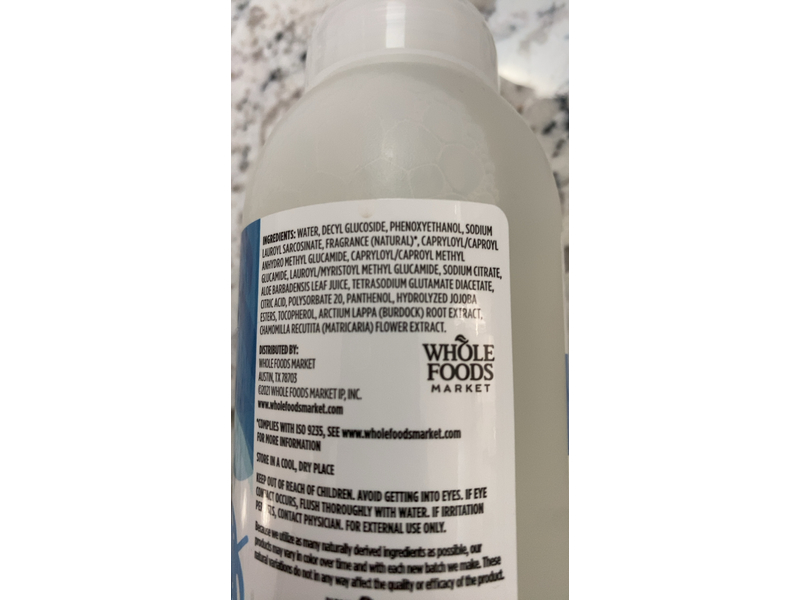 INGREDIENTS: WATER, DECYL GLUCOSIDE, PHENOXYETHANOL, SODIUM
LAUROYL SARCOSINATE, FRAGRANCE (NATURAL)*, CAPRYLOYL/CAPROYL
ANHYDRO METHYL GLUCAMIDE, CAPRYLOYL/CAPROYL METHYL
GLUCAMIDE, LAUROYL/MYRISTOYL METHYL GLUCAMIDE, SODIUM CITRATE,
ALOE BARBADENSIS LEAF JUICE, TETRASODIUM GLUTAMATE DIACETATE,
CITRIC ACID, POLYSORBATE 20, PANTHENOL, HYDROLYZED JOJOBA
ESTERS, TOCOPHEROL, ARCTIUM LAPPA (BURDOCK) ROOT EXTRACT,
CHAMOMILLA RECUTITA (MATRICARIA) FLOWER EXTRACT.
DISTRIBUTED BY:
WHOLE FOODS MARKET
AUSTIN, TX 78703
©2021 WHOLE FOODS MARKET IP, INC.
www.wholefoodsmarket.com
WHOLE
FOODS
MARKET
*COMPLIES WITH ISO 9235, SEE www.wholefoodsmarket.com
FOR MORE INFORMATION
STORE IN A COOL, DRY PLACE
KEEP OUT OF REACH OF CHILDREN. AVOID GETTING INTO EYES. IF EYE
CONTACT OCCURS, FLUSH THOROUGHLY WITH WATER. IF IRRITATION
PERSISTS, CONTACT PHYSICIAN. FOR EXTERNAL USE ONLY.
Because we utilize as many naturally derived ingredients as possible, our
products may vary in color over time and with each new batch we make. These
natural variations do not in any way affect the quality or efficacy of the product.